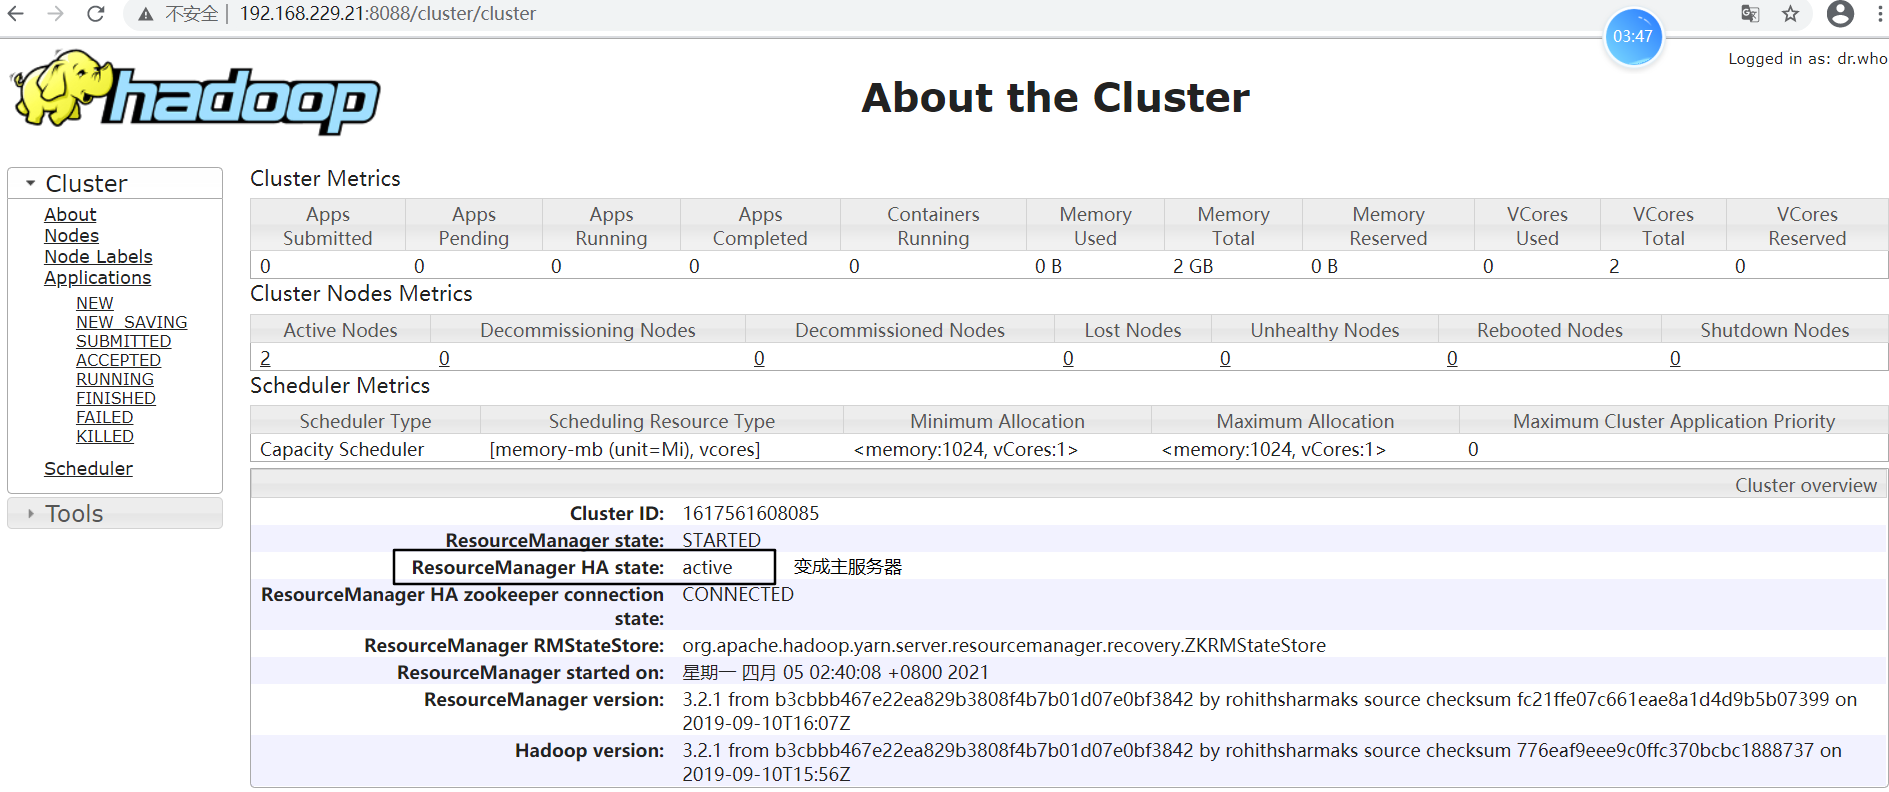 不安全 | 192.168.229.21:8088/cluster/cluster
03:47
Logged in as: dr.who
hadoop
About the Cluster
Cluster
About
Nodes
Node Labels
Applications
NEW
NEW_SAVING
SUBMITTED
ACCEPTED
RUNNING
FINISHED
FAILED
KILLED
Scheduler
Tools
Cluster Metrics
Apps Submitted Apps Pending Apps Running Apps Completed Containers Running Memory Used Memory Total Memory Reserved VCores Used VCores Total VCores Reserved
0 0 0 0 0 0 B 2 GB 0 B 0 2 0
Cluster Nodes Metrics
Active Nodes Decommissioning Nodes Decommissioned Nodes Lost Nodes Unhealthy Nodes Rebooted Nodes Shutdown Nodes
2 0 0 0 0 0 0
Scheduler Metrics
Scheduler Type Scheduling Resource Type Minimum Allocation Maximum Allocation Maximum Cluster Application Priority
Capacity Scheduler [memory-mb (unit=Mi), vcores] <memory:1024, vCores:1> <memory:1024, vCores:1> 0
Cluster overview
Cluster ID: 1617561608085
ResourceManager state: STARTED
ResourceManager HA state: active 变成主服务器
ResourceManager HA zookeeper connection state: CONNECTED
ResourceManager RMStateStore: org.apache.hadoop.yarn.server.resourcemanager.recovery.ZKRMStateStore
ResourceManager started on: 星期一 四月 05 02:40:08 +0800 2021
ResourceManager version: 3.2.1 from b3cbbb467e22ea829b3808f4b7b01d07e0bf3842 by rohithsharmaks source checksum fc21ffe07c661eae8a1d4d9b5b07399 on
2019-09-10T16:07Z
Hadoop version: 3.2.1 from b3cbbb467e22ea829b3808f4b7b01d07e0bf3842 by rohithsharmaks source checksum 776eaf9eee9c0ffc370bcbc1888737 on
2019-09-10T15:56Z